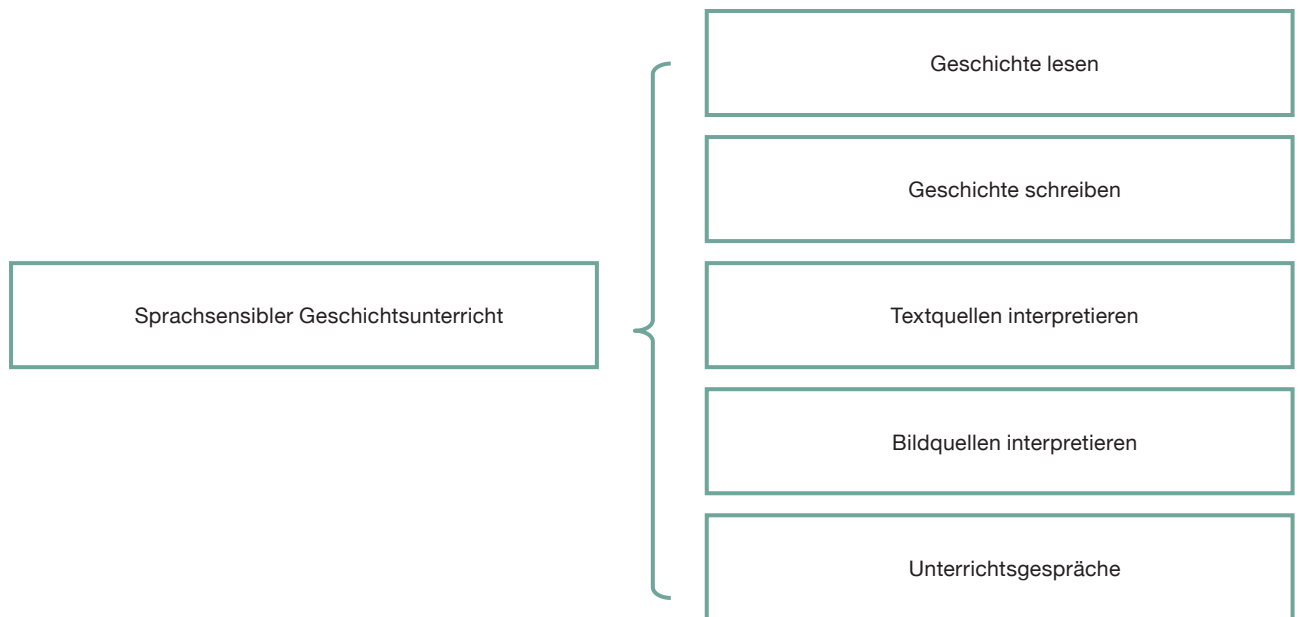 Geschichte lesen
Geschichte schreiben
Sprachsensibler Geschichtsunterricht
Textquellen interpretieren
Bildquellen interpretieren
Unterrichtsgespräche